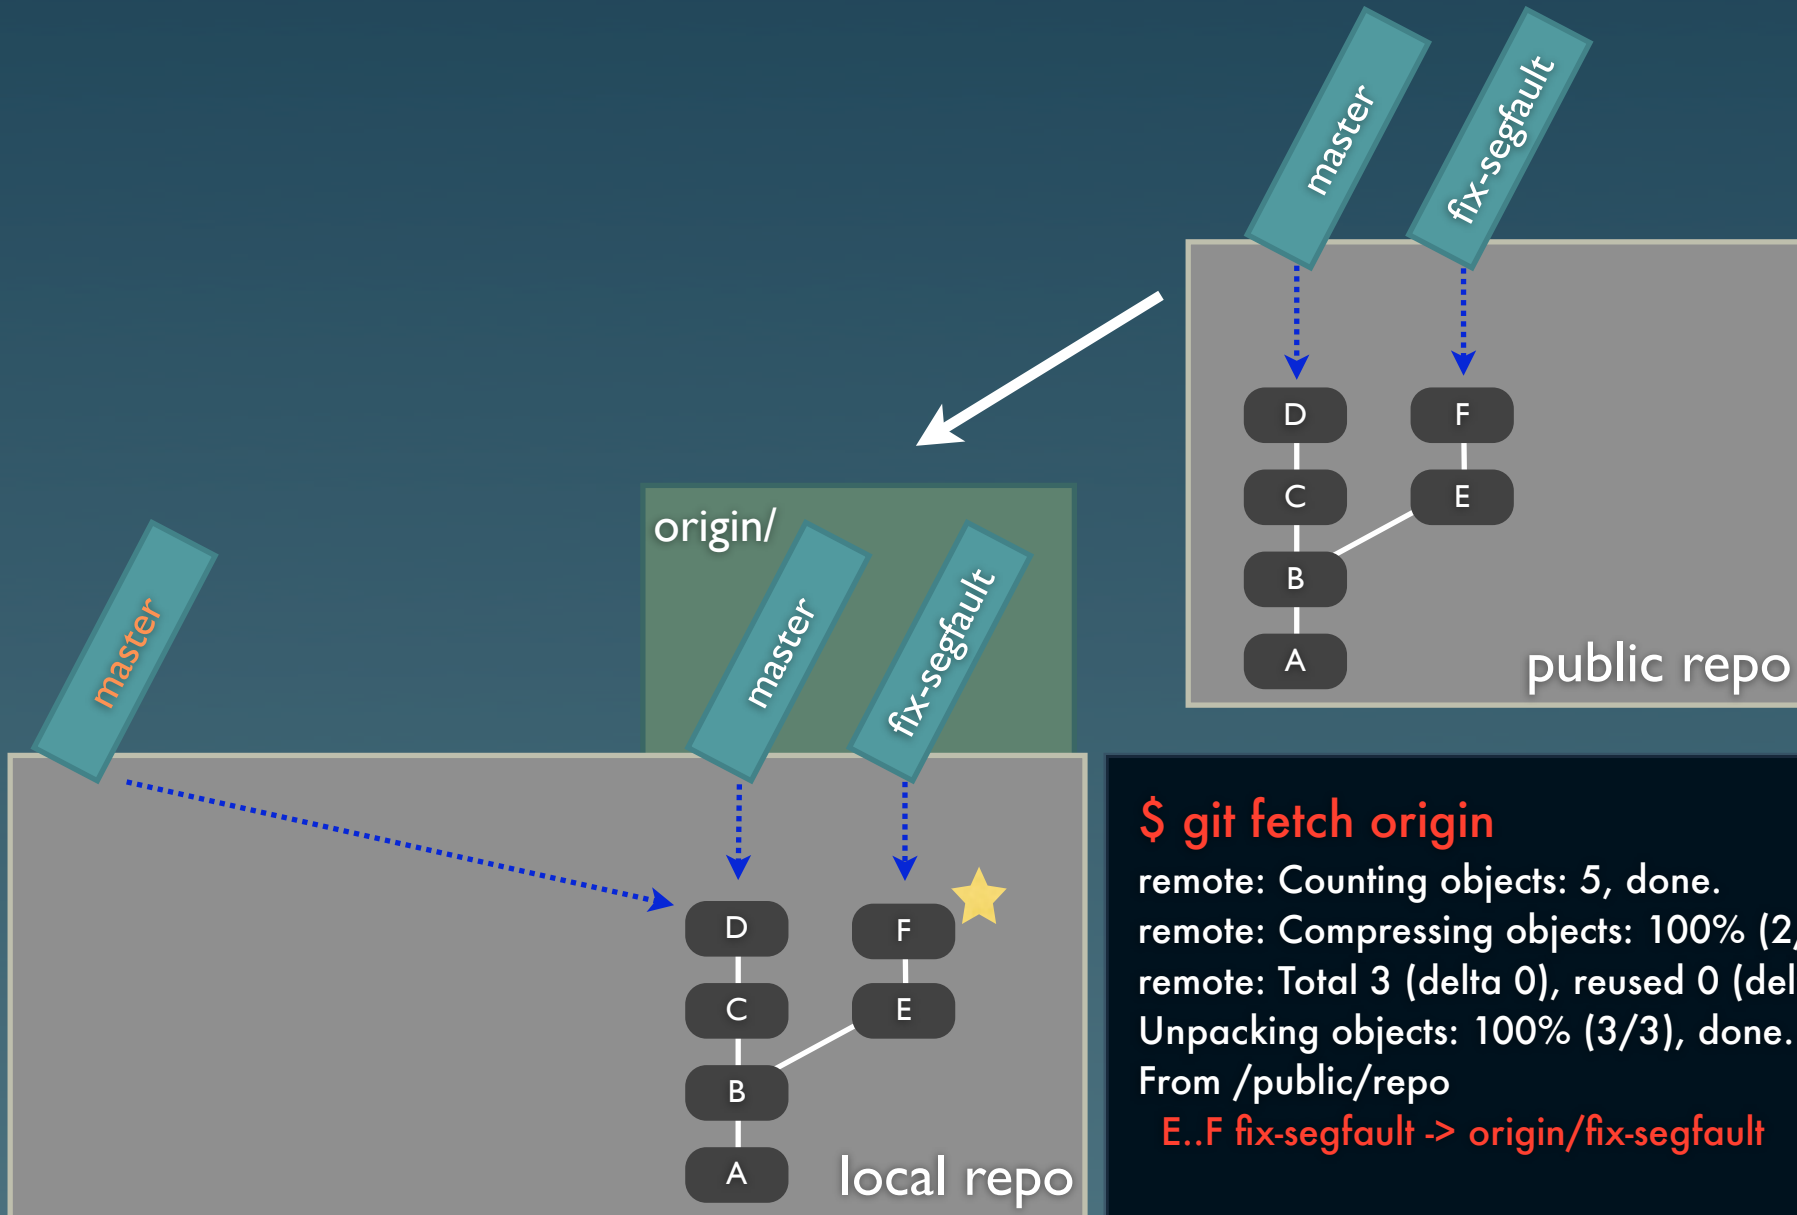 master
fix-segfault
D
F
C
E
B
A
public repo
origin/
master
master
fix-segfault
D
F
C
E
B
A
local repo
$ git fetch origin
remote: Counting objects: 5, done.
remote: Compressing objects: 100% (2/
remote: Total 3 (delta 0), reused 0 (del
Unpacking objects: 100% (3/3), done.
From /public/repo
E..F fix-segfault -> origin/fix-segfault